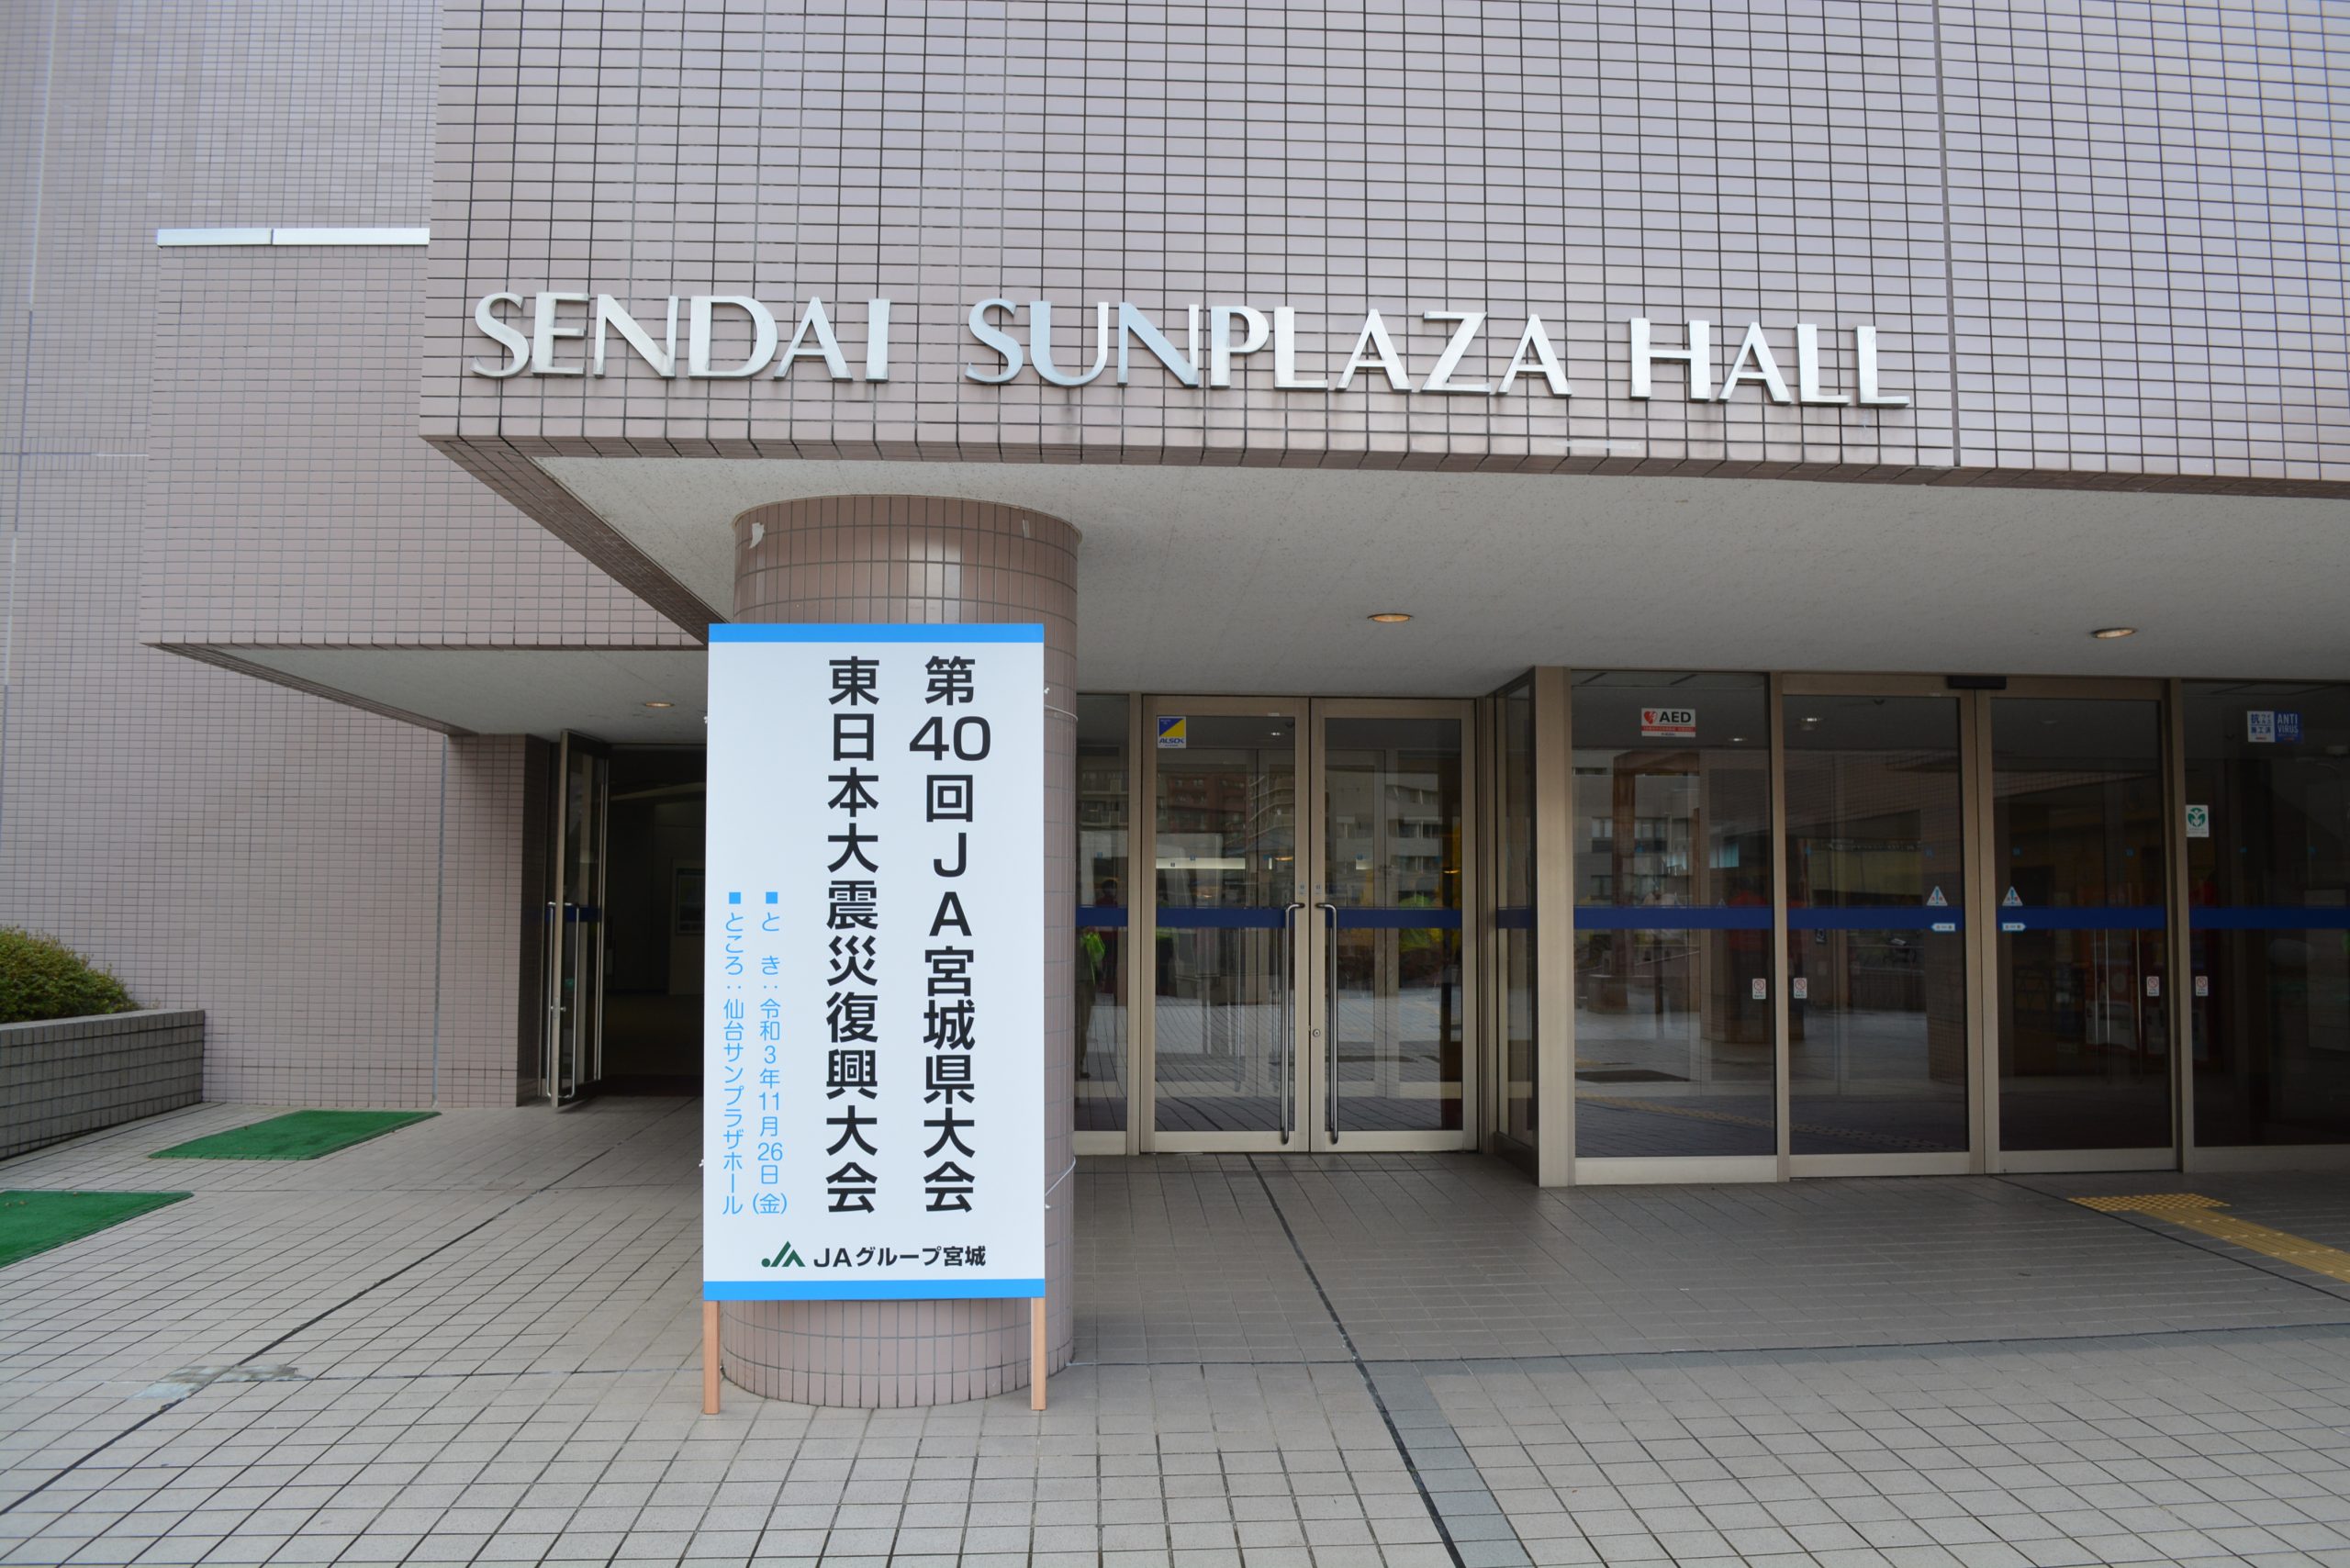 SENDAI SUNPLAZA HALL
第40回JA宮城県大会
東日本大震災復興大会
■と き：令和3年11月26日(金)
■ところ：仙台サンプラザホール
JAグループ宮城
ALSOK
AED
ANTI
VIRUS